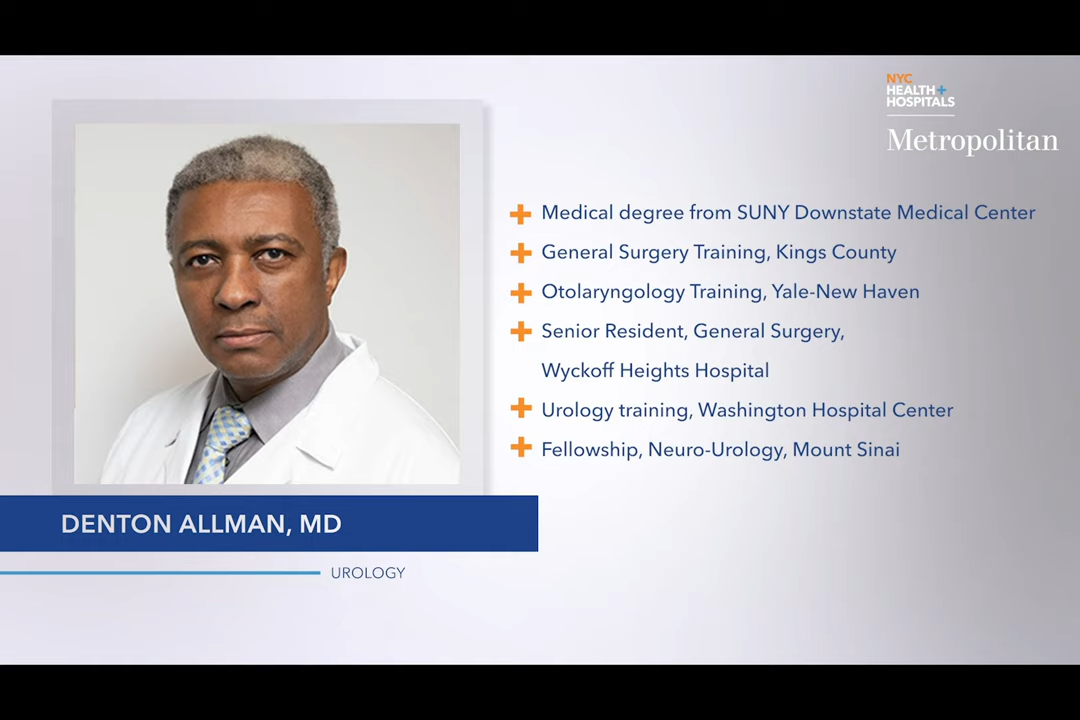 NYC
HEALTH+
HOSPITALS
Metropolitan
Medical degree from SUNY Downstate Medical Center
General Surgery Training, Kings County
Otolaryngology Training, Yale-New Haven
Senior Resident, General Surgery,
Wyckoff Heights Hospital
Urology training, Washington Hospital Center
Fellowship, Neuro-Urology, Mount Sinai
DENTON ALLMAN, MD
UROLOGY